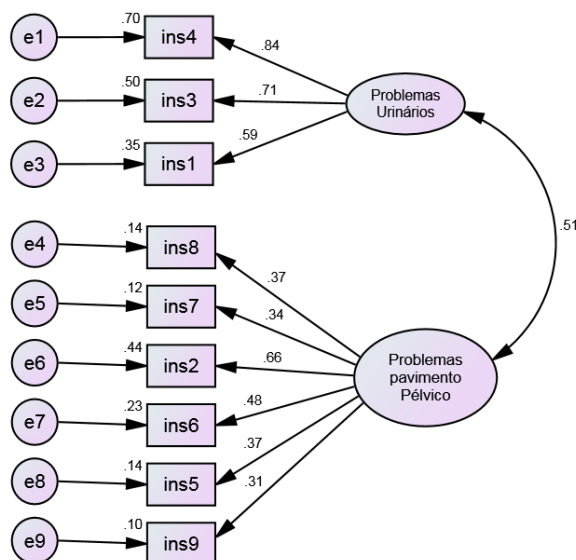 .70
e1
ins4
.84
.50
e2
ins3
.71
Problemas
Urinários
.35
e3
ins1
.59
.51
.14
e4
ins8
.37
.12
e5
ins7
.34
.44
e6
ins2
.66
Problemas
pavimento
Pélvico
.23
e7
ins6
.48
.14
e8
ins5
.37
.10
e9
ins9
.31